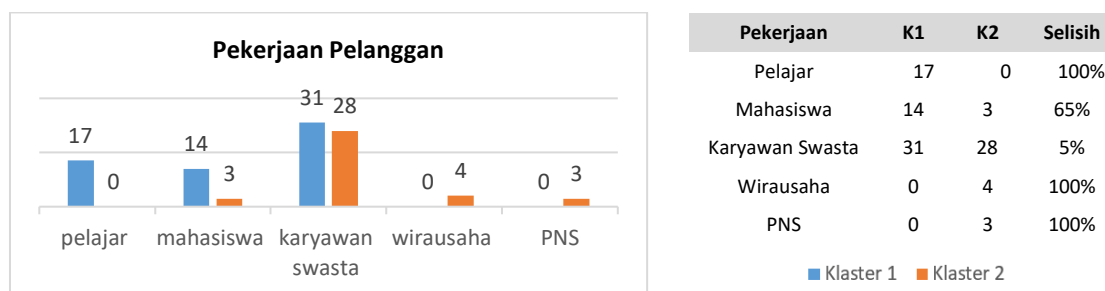 Pekerjaan Pelanggan
31
28
17
14
0
3
0
4
0
3
pelajar mahasiswa karyawan swasta wirausaha PNS
Pekerjaan K1 K2 Selisih
Pelajar 17 0 100%
Mahasiswa 14 3 65%
Karyawan Swasta 31 28 5%
Wirausaha 0 4 100%
PNS 0 3 100%
Klaster 1 Klaster 2